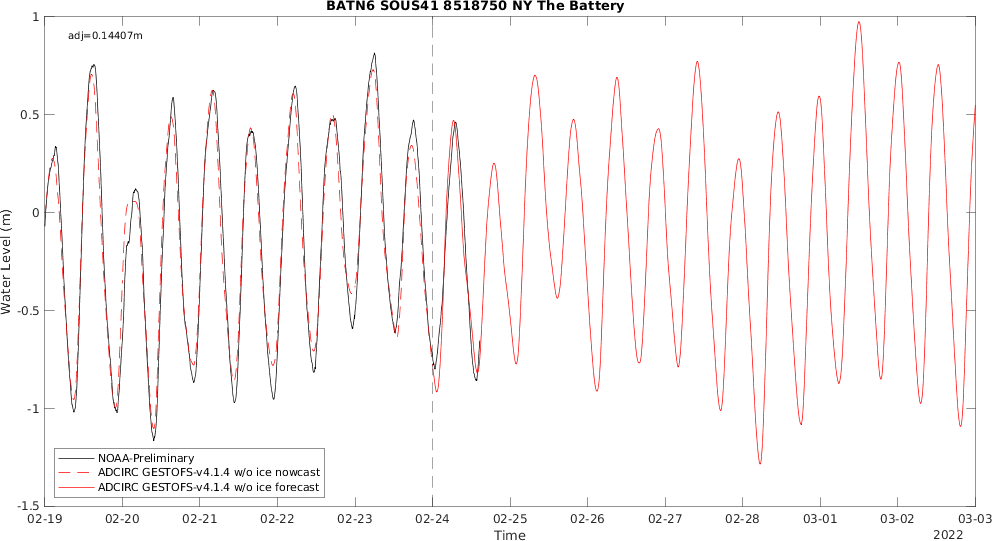 BATN6 SOUS41 8518750 NY The Battery
adj=0.14407m
1
0.5
0
-0.5
-1
-1.5
Water Level (m)
NOAA-Preliminary
ADCIRC GESTOFS-v4.1.4 w/o ice nowcast
ADCIRC GESTOFS-v4.1.4 w/o ice forecast
02-19 02-20 02-21 02-22 02-23 02-24 02-25 02-26 02-27 02-28 03-01 03-02 03-03
Time
2022